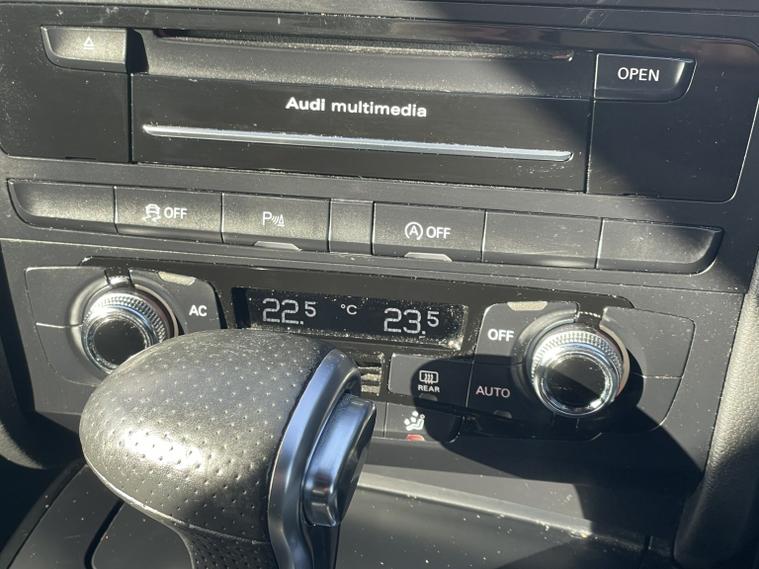 OPEN
Audi multimedia
OFF
P
A OFF
AC
22.5 °C 23.5
OFF
REAR
AUTO